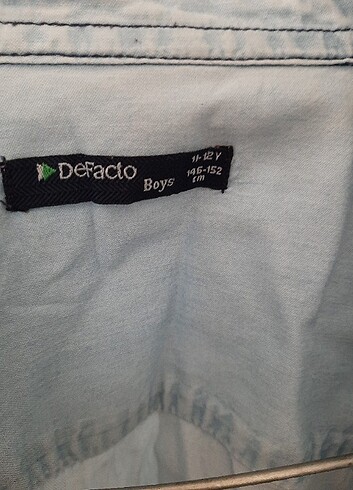 DeFacto
Boys
11-12 Y
146-152
cm